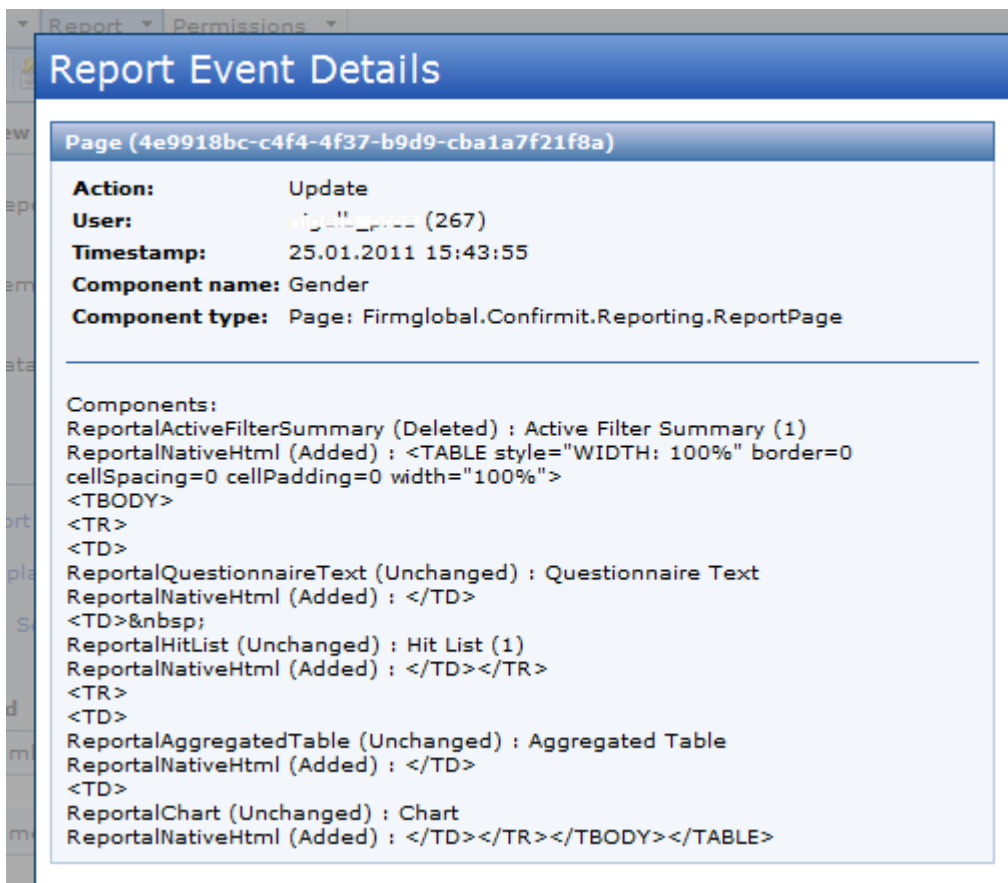 Report Permissions
Report Event Details
Page (4e9918bc-c4f4-4f37-b9d9-cba1a7f21f8a)
Action: Update
User: (267)
Timestamp: 25.01.2011 15:43:55
Component name: Gender
Component type: Page: Firmglobal.Confirmit.Reporting.ReportPage
Components:
ReportalActiveFilterSummary (Deleted) : Active Filter Summary (1)
ReportalNativeHtml (Added) : <TABLE style="WIDTH: 100%" border=0
cellSpacing=0 cellPadding=0 width="100%">
<TBODY>
<TR>
<TD>
ReportalQuestionnaireText (Unchanged) : Questionnaire Text
ReportalNativeHtml (Added) : </TD>
<TD>&nbsp;
ReportalHitList (Unchanged) : Hit List (1)
ReportalNativeHtml (Added) : </TD></TR>
<TR>
<TD>
ReportalAggregatedTable (Unchanged) : Aggregated Table
ReportalNativeHtml (Added) : </TD>
<TD>
ReportalChart (Unchanged) : Chart
ReportalNativeHtml (Added) : </TD></TR></TBODY></TABLE>